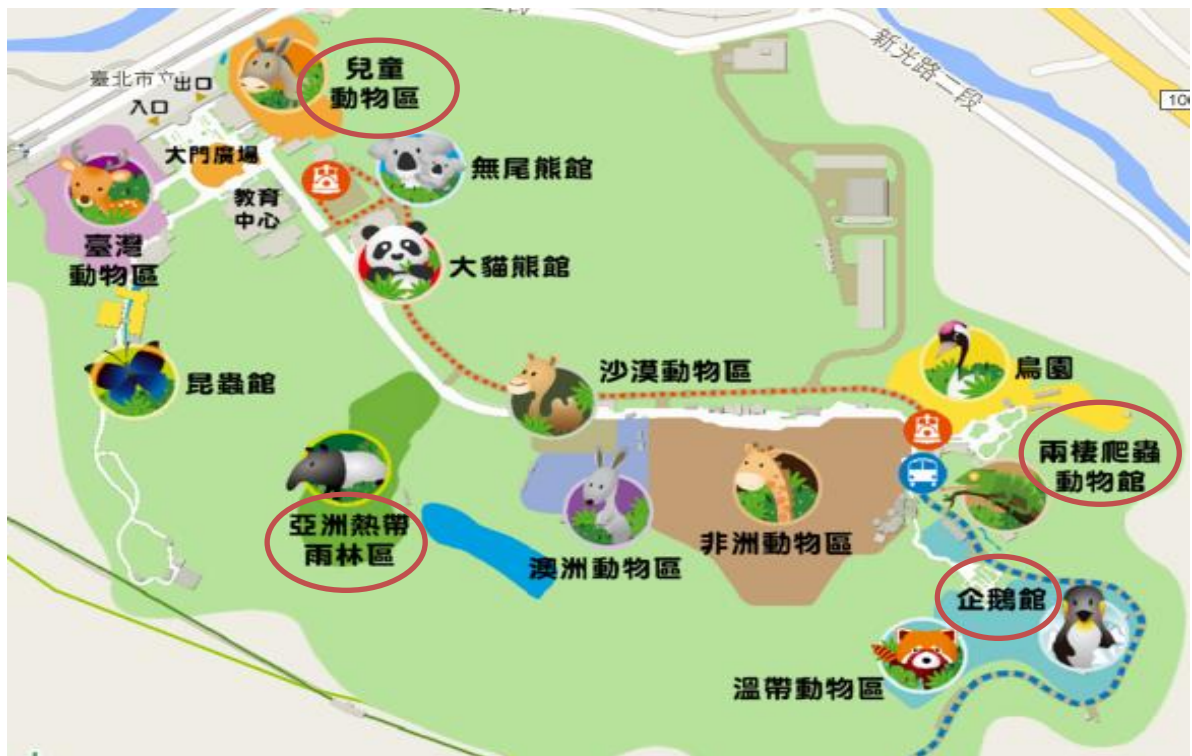 二段
新光路二段
臺北市立
出口
入口
兒童
動物區
大門廣場
無尾熊館
教育
中心
臺灣
動物區
大貓熊館
昆蟲館
沙漠動物區
鳥園
兩棲爬蟲
動物館
亞洲熱帶
雨林區
澳洲動物區
非洲動物區
企鵝館
溫帶動物區